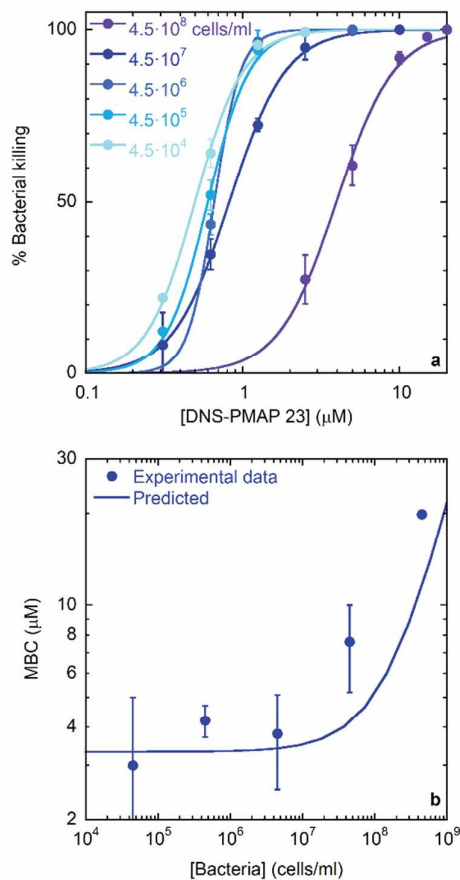 100
4.5·10⁸ cells/ml
4.5·10⁷
4.5·10⁶
4.5·10⁵
4.5·10⁴
50
% Bacterial killing
0
a
0.1
1
10
[DNS-PMAP 23] (μM)
30
Experimental data
Predicted
10
8
6
4
2
MBC (μM)
b
10⁴
10⁵
10⁶
10⁷
10⁸
10⁹
[Bacteria] (cells/ml)